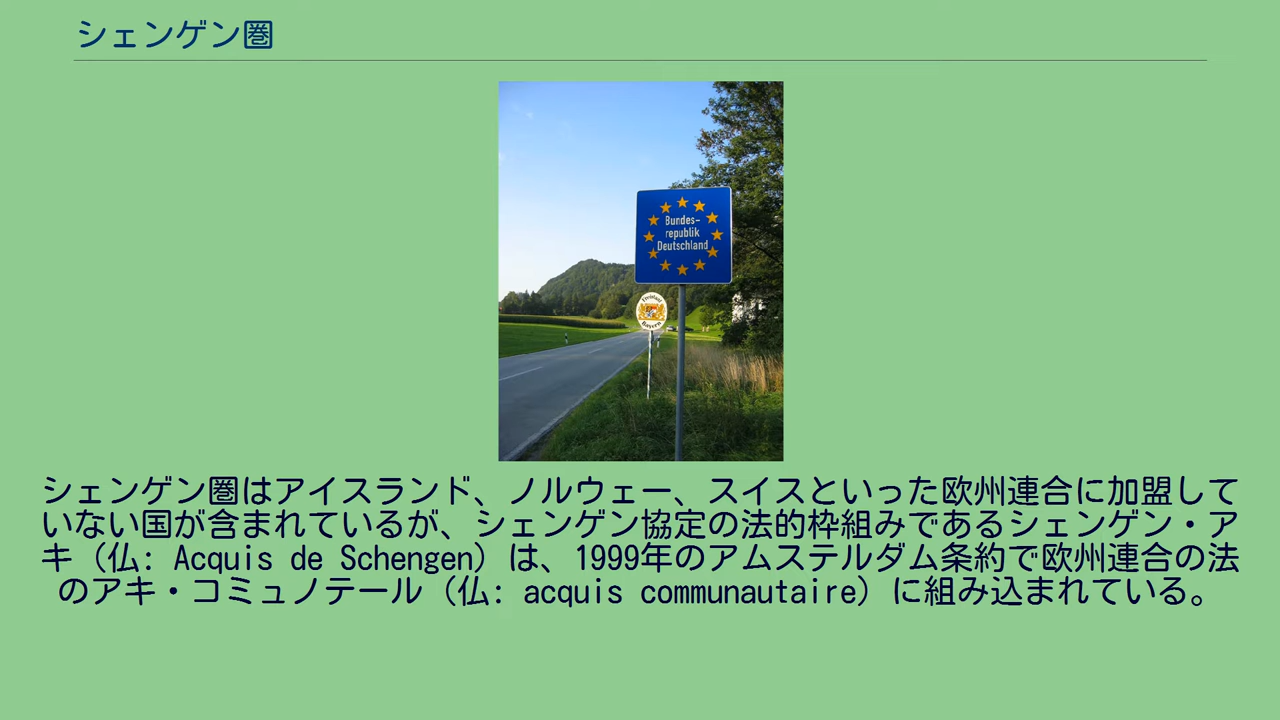 シェンゲン圏
Bundes-
republik
Deutschland
Freistaat
Bayern
シェンゲン圏はアイスランド、ノルウェー、スイスといった欧州連合に加盟して
いない国が含まれているが、シェンゲン協定の法的枠組みであるシェンゲン・ア
キ（仏: Acquis de Schengen）は、1999年のアムステルダム条約で欧州連合の法
のアキ・コミュノテール（仏: acquis communautaire）に組み込まれている。